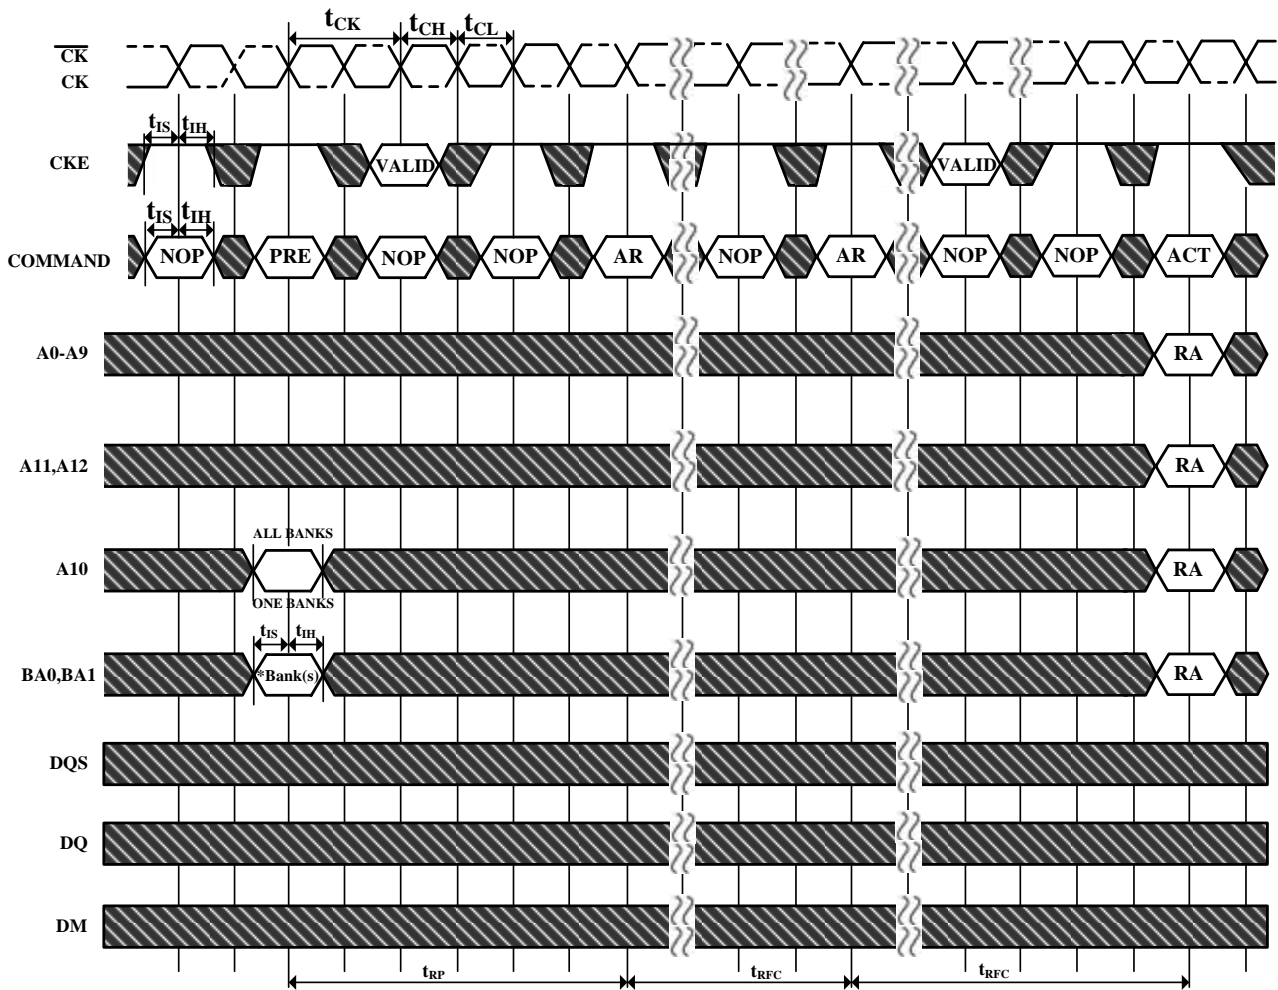 tCK tCH tCL
CK
CK
tIS tIH
CKE VALID VALID
tIS tIH
COMMAND NOP PRE NOP NOP AR NOP AR NOP NOP ACT
A0-A9 RA
A11,A12 RA
ALL BANKS
A10 RA
ONE BANKS
tIS tIH
BA0,BA1 *Bank(s) RA
DQS
DQ
DM
tRP tRFC tRFC